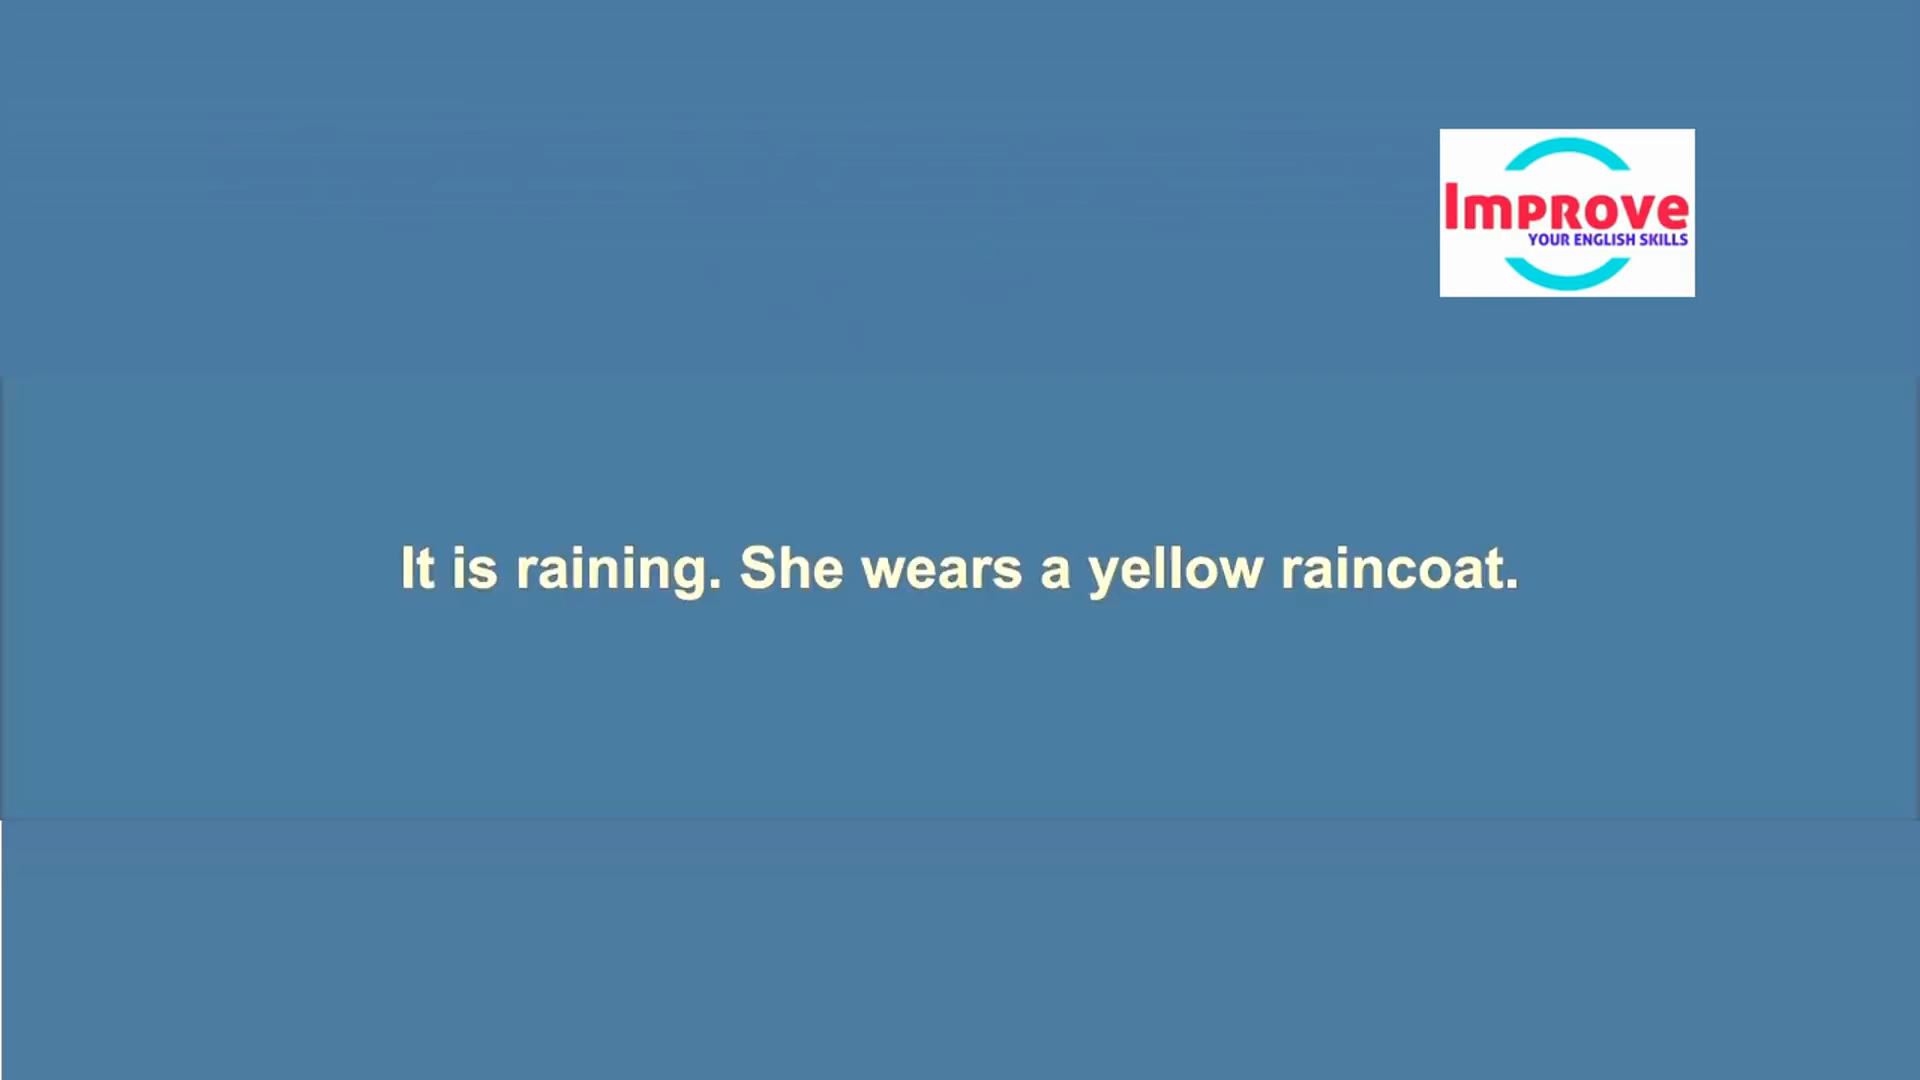 Improve
YOUR ENGLISH SKILLS
It is raining. She wears a yellow raincoat.